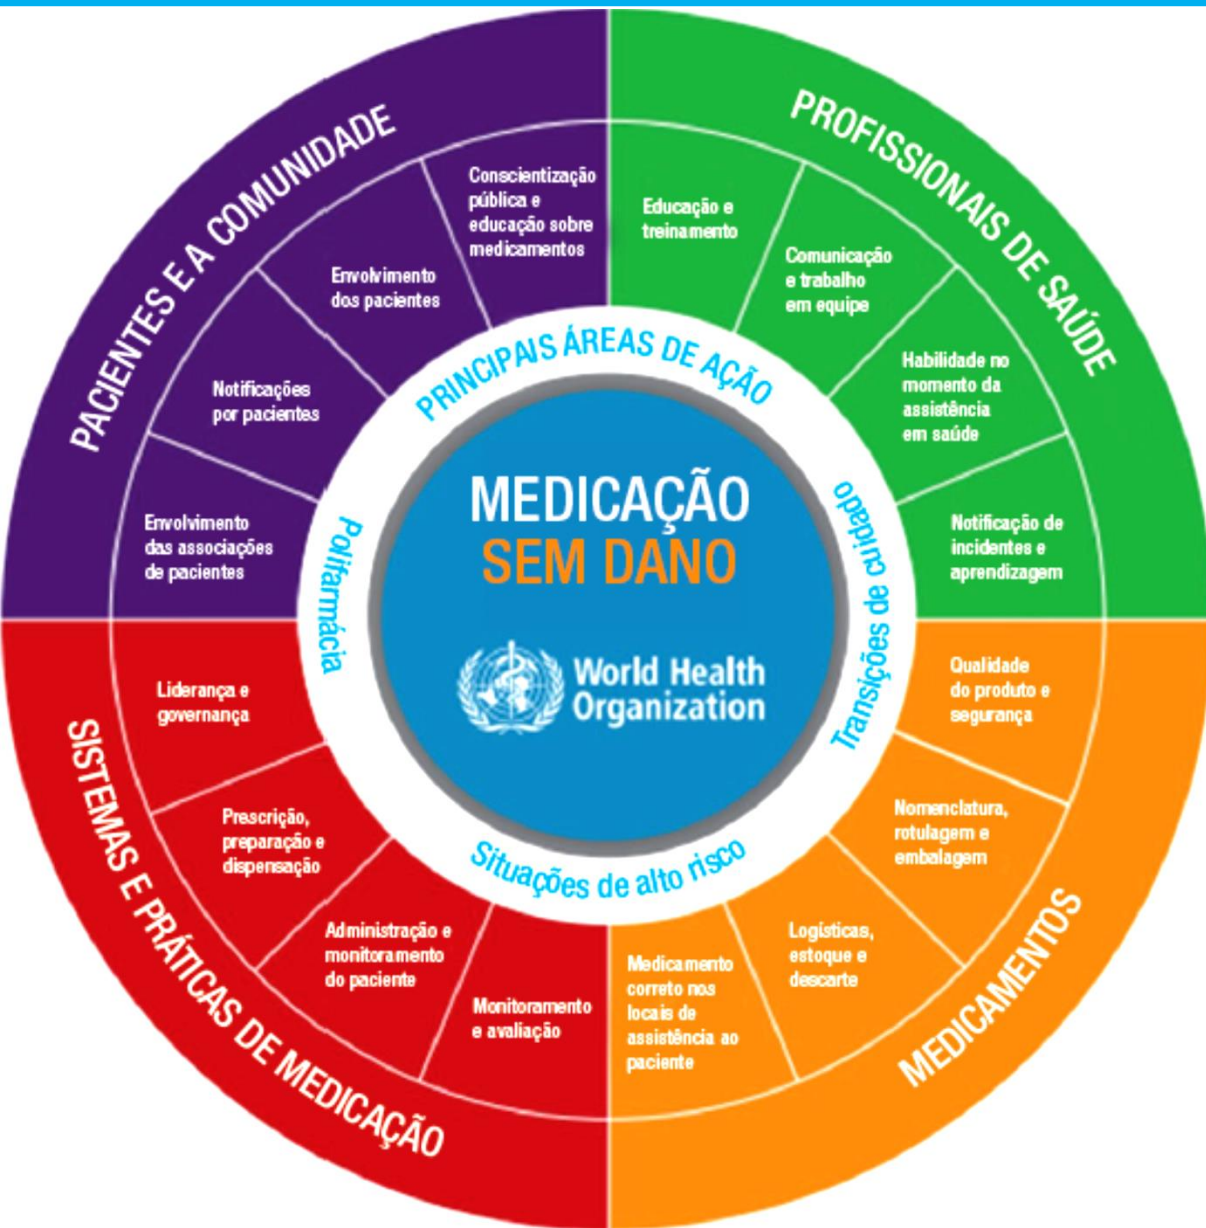 PACIENTES E A COMUNIDADE
Conscientização
pública e
educação sobre
medicamentos
Envolvimento
dos pacientes
Notificações
por pacientes
Envolvimento
das associações
de pacientes
PROFISSIONAIS DE SAÚDE
Educação e
treinamento
Comunicação
e trabalho
em equipe
Habilidade no
momento da
assistência
em saúde
Notificação de
incidentes e
aprendizagem
PRINCIPAIS ÁREAS DE AÇÃO
Polifarmácia
Transições de cuidado
Situações de alto risco
MEDICAÇÃO
SEM DANO
World Health
Organization
SISTEMAS E PRÁTICAS DE MEDICAÇÃO
Liderança e
governança
Prescrição,
preparação e
dispensação
Administração e
monitoramento
do paciente
Monitoramento
e avaliação
MEDICAMENTOS
Qualidade
do produto e
segurança
Nomenclatura,
rotulagem e
embalagem
Logísticas,
estoque e
descarte
Medicamento
correto nos
locais de
assistência ao
paciente